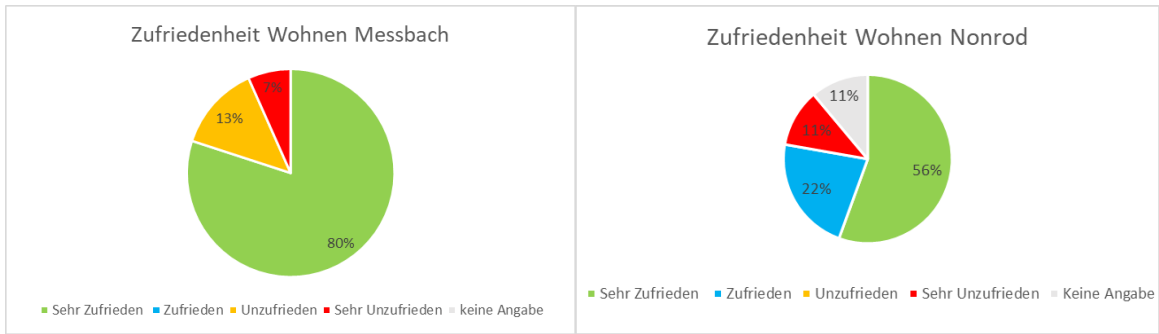 Zufriedenheit Wohnen Messbach
7%
13%
80%
Sehr Zufrieden Zufrieden Unzufrieden Sehr Unzufrieden keine Angabe
Zufriedenheit Wohnen Nonrod
11%
11%
56%
22%
Sehr Zufrieden Zufrieden Unzufrieden Sehr Unzufrieden Keine Angabe